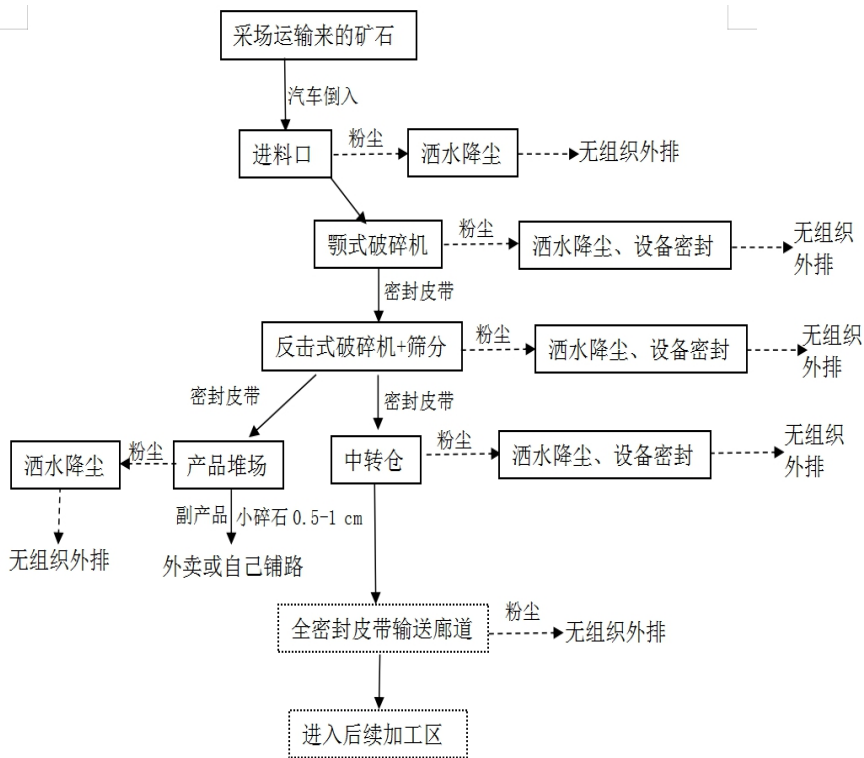 采场运输来的矿石
汽车倒入
进料口
粉尘
洒水降尘
无组织外排
颚式破碎机
粉尘
洒水降尘、设备密封
无组织
外排
密封皮带
反击式破碎机+筛分
粉尘
洒水降尘、设备密封
无组织
外排
密封皮带
密封皮带
洒水降尘
粉尘
产品堆场
中转仓
粉尘
洒水降尘、设备密封
无组织
外排
副产品 小碎石0.5-1 cm
无组织外排
外卖或自己铺路
全密封皮带输送廊道
粉尘
无组织外排
进入后续加工区